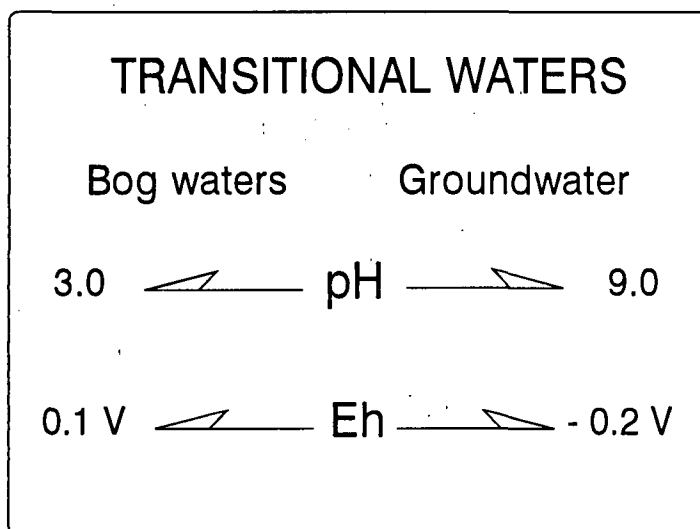 TRANSITIONAL WATERS
Bog waters Groundwater
3.0 pH 9.0
0.1 V Eh - 0.2 V